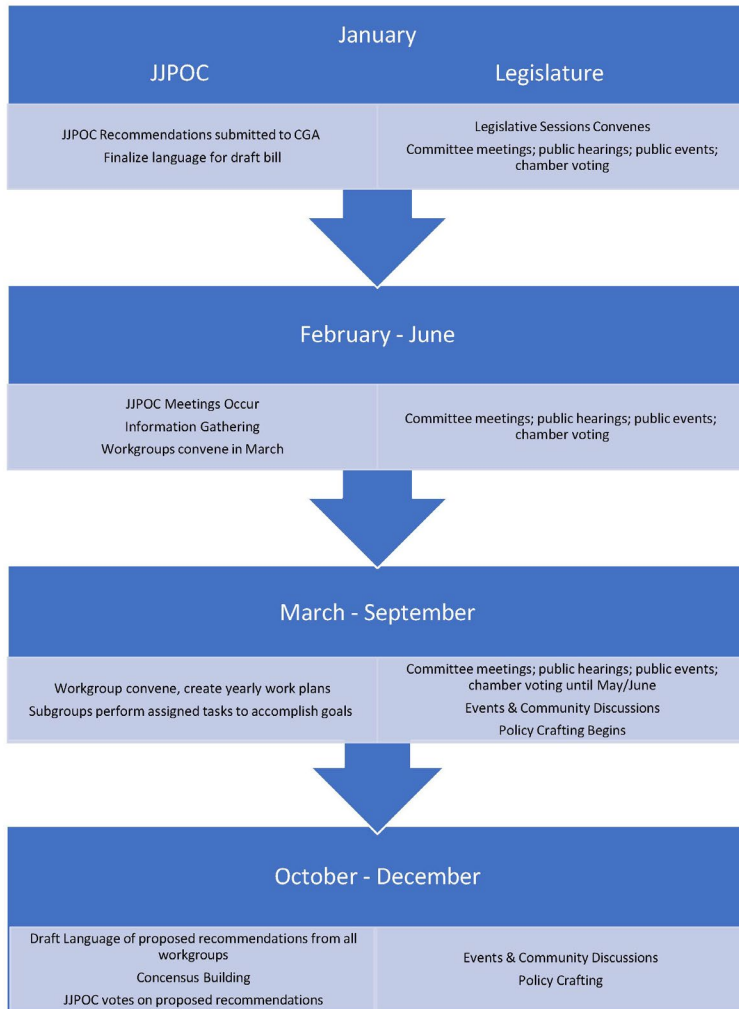 January
JJPOC
Legislature
JJPOC Recommendations submitted to CGA
Finalize language for draft bill
Legislative Sessions Convenes
Committee meetings; public hearings; public events;
chamber voting
February - June
JJPOC Meetings Occur
Information Gathering
Workgroups convene in March
Committee meetings; public hearings; public events;
chamber voting
March - September
Workgroup convene, create yearly work plans
Subgroups perform assigned tasks to accomplish goals
Committee meetings; public hearings; public events;
chamber voting until May/June
Events & Community Discussions
Policy Crafting Begins
October - December
Draft Language of proposed recommendations from all
workgroups
Concensus Building
JJPOC votes on proposed recommendations
Events & Community Discussions
Policy Crafting